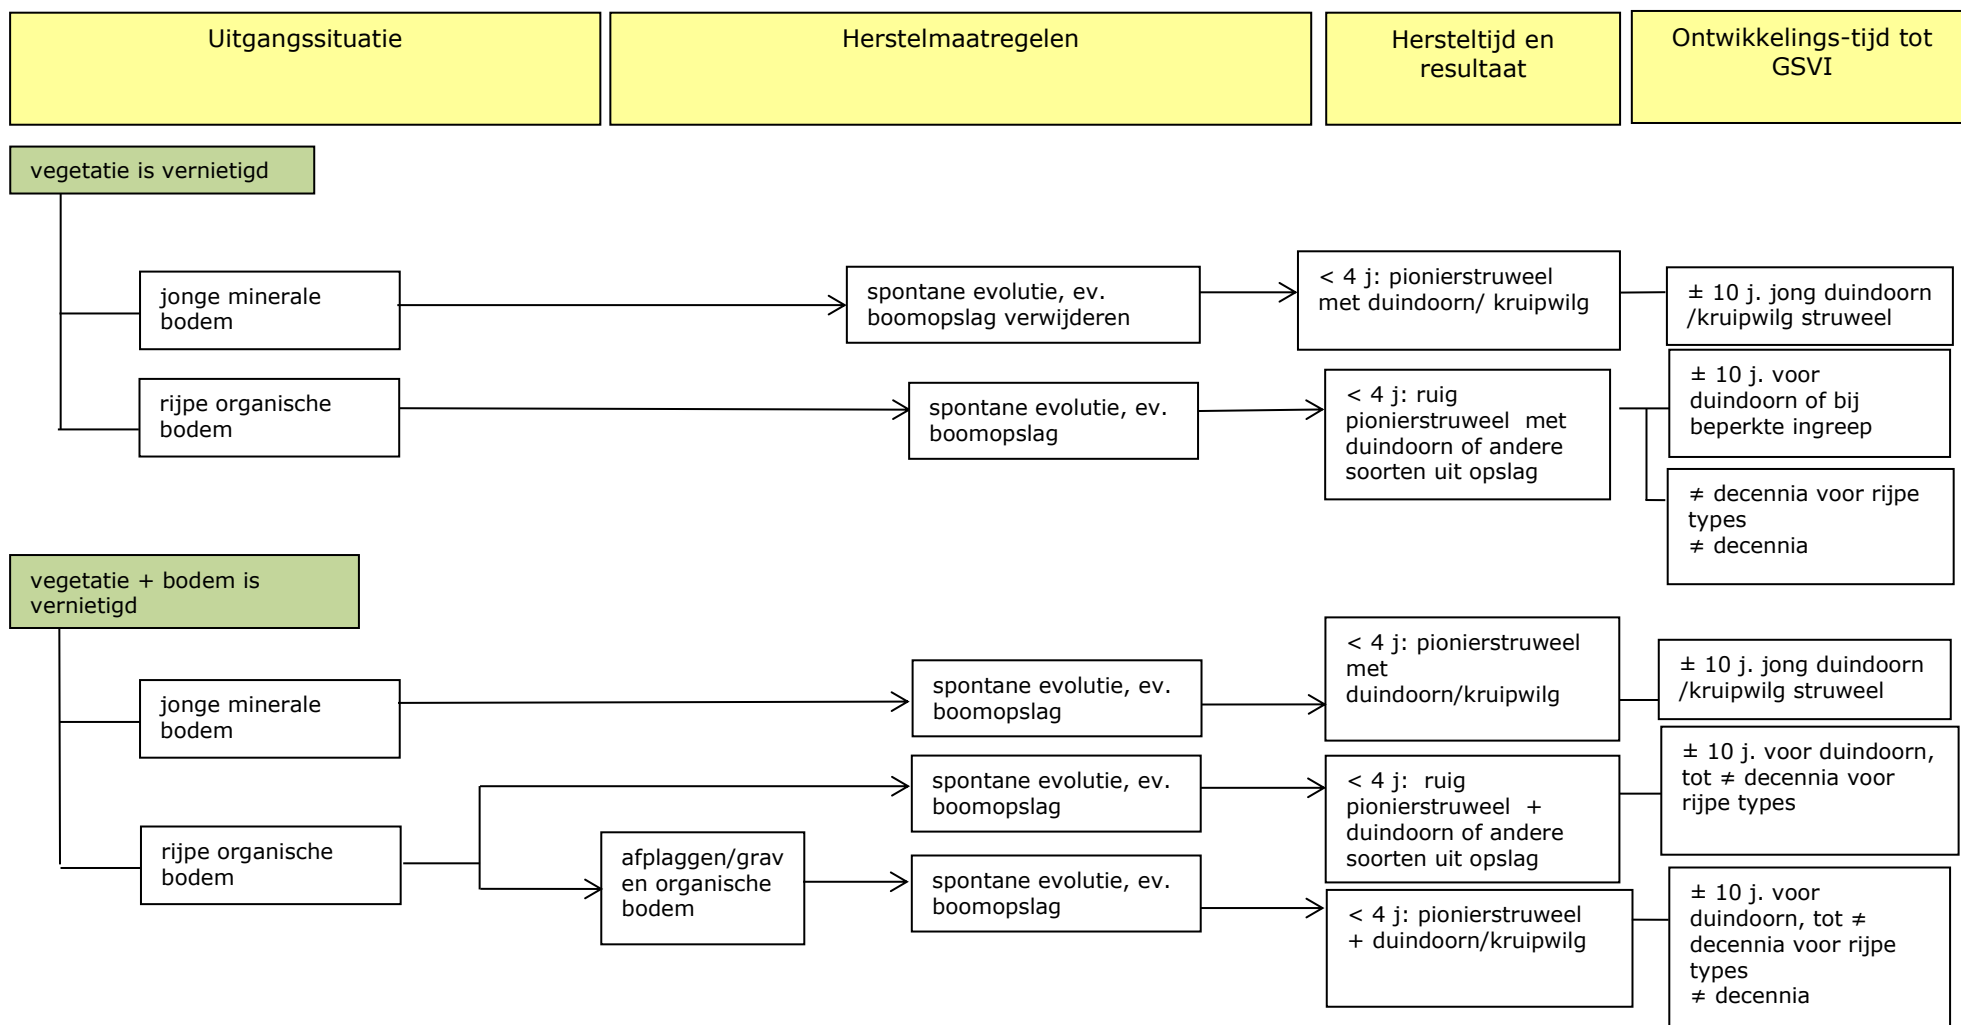 Uitgangssituatie
Herstelmaatregelen
Hersteltijd en
resultaat
Ontwikkelings-tijd tot
GSVI
vegetatie is vernietigd
jonge minerale
bodem
spontane evolutie, ev.
boomopslag verwijderen
< 4 j: pionierstruweel
met duindoorn/ kruipwilg
± 10 j. jong duindoorn
/kruipwilg struweel
rijpe organische
bodem
spontane evolutie, ev.
boomopslag
< 4 j: ruig
pionierstruweel  met
duindoorn of andere
soorten uit opslag
± 10 j. voor
duindoorn of bij
beperkte ingreep
≠ decennia voor rijpe
types
≠ decennia
vegetatie + bodem is
vernietigd
jonge minerale
bodem
spontane evolutie, ev.
boomopslag
< 4 j: pionierstruweel
met
duindoorn/kruipwilg
± 10 j. jong duindoorn
/kruipwilg struweel
rijpe organische
bodem
spontane evolutie, ev.
boomopslag
< 4 j:  ruig
pionierstruweel  +
duindoorn of andere
soorten uit opslag
± 10 j. voor duindoorn,
tot ≠ decennia voor
rijpe types
afplaggen/grav
en organische
bodem
spontane evolutie, ev.
boomopslag
< 4 j: pionierstruweel
+ duindoorn/kruipwilg
± 10 j. voor
duindoorn, tot ≠
decennia voor rijpe
types
≠ decennia